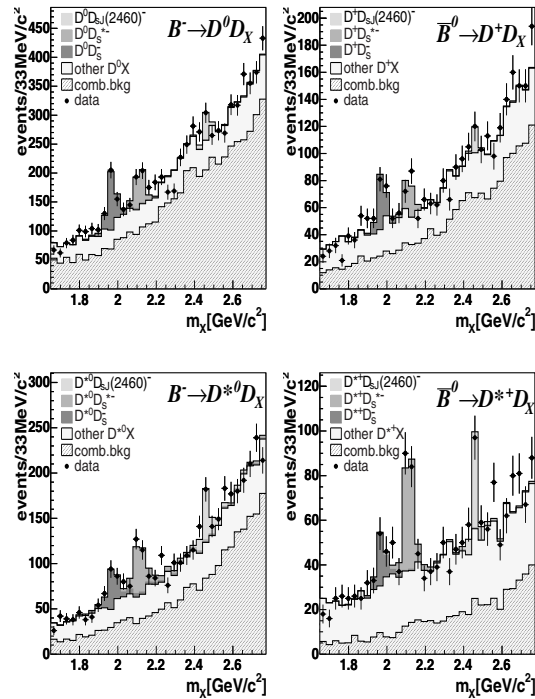 events/33MeV/c²
D⁰D_SJ(2460)⁻
D⁰D_S*⁻
D⁰D_S⁻
other D⁰X
comb.bkg
data
B⁻→D⁰D_X
450
400
350
300
250
200
150
100
50
0
1.8 2 2.2 2.4 2.6
m_X[GeV/c²]
events/33MeV/c²
D⁺D_SJ(2460)⁻
D⁺D_S*⁻
D⁺D_S⁻
other D⁺X
comb.bkg
data
B̅⁰→D⁺D_X
200
180
160
140
120
100
80
60
40
20
0
1.8 2 2.2 2.4 2.6
m_X[GeV/c²]
events/33MeV/c²
D*⁰D_SJ(2460)⁻
D*⁰D_S*⁻
D*⁰D_S⁻
other D*⁰X
comb.bkg
data
B⁻→D*⁰D_X
300
250
200
150
100
50
0
1.8 2 2.2 2.4 2.6
m_X[GeV/c²]
events/33MeV/c²
D*⁺D_SJ(2460)⁻
D*⁺D_S*⁻
D*⁺D_S⁻
other D*⁺X
comb.bkg
data
B̅⁰→D*⁺D_X
120
100
80
60
40
20
0
1.8 2 2.2 2.4 2.6
m_X[GeV/c²]